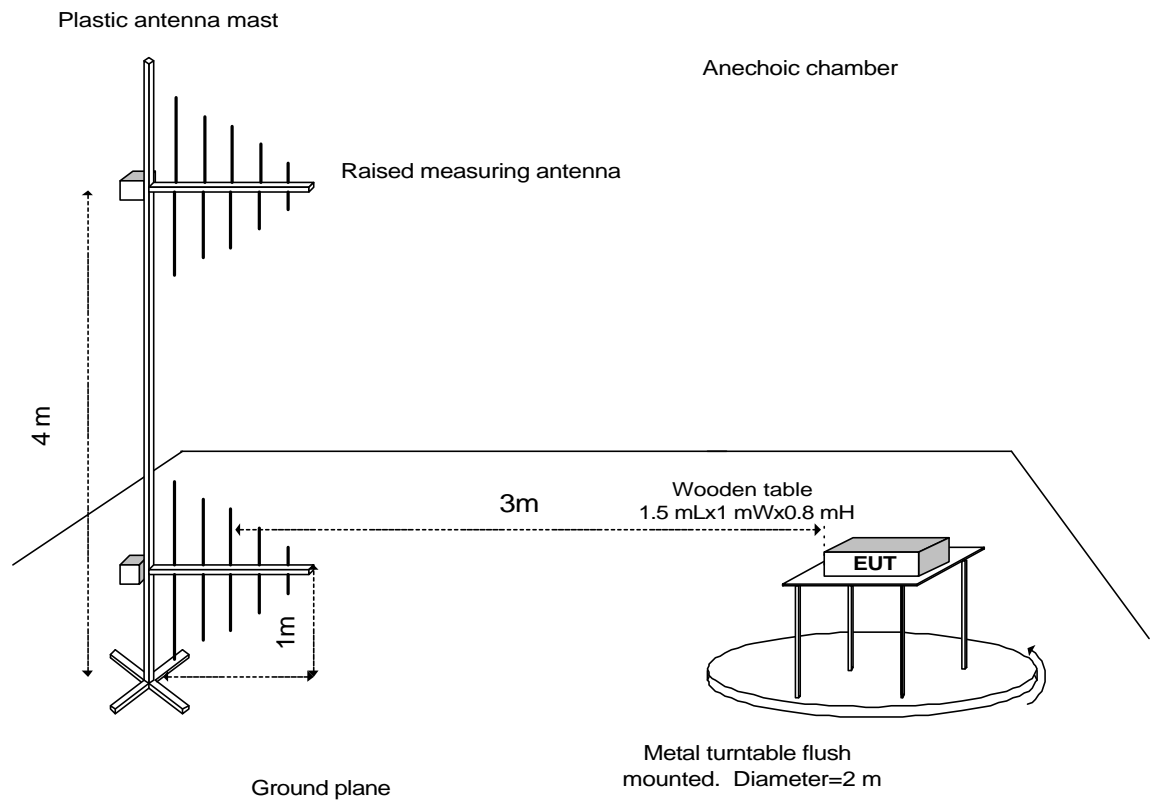 Plastic antenna mast
Anechoic chamber
Raised measuring antenna
4 m
3m
Wooden table
1.5 mLx1 mWx0.8 mH
EUT
1m
Metal turntable flush
mounted.  Diameter=2 m
Ground plane